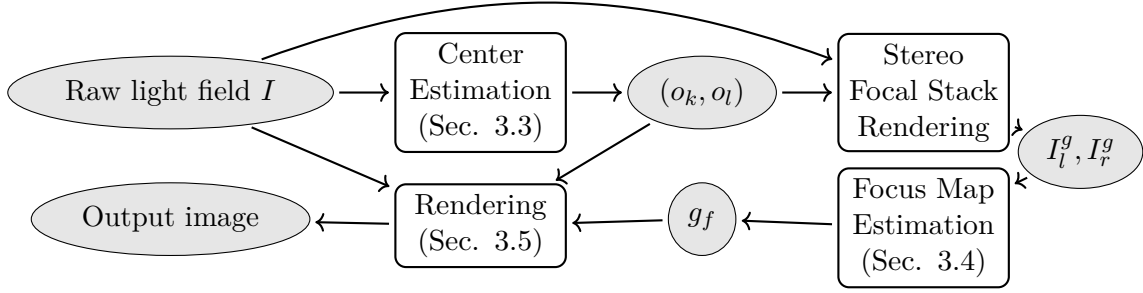 Raw light field I
Center
Estimation
(Sec. 3.3)
(o_k, o_l)
Stereo
Focal Stack
Rendering
I_l^g, I_r^g
Focus Map
Estimation
(Sec. 3.4)
g_f
Rendering
(Sec. 3.5)
Output image